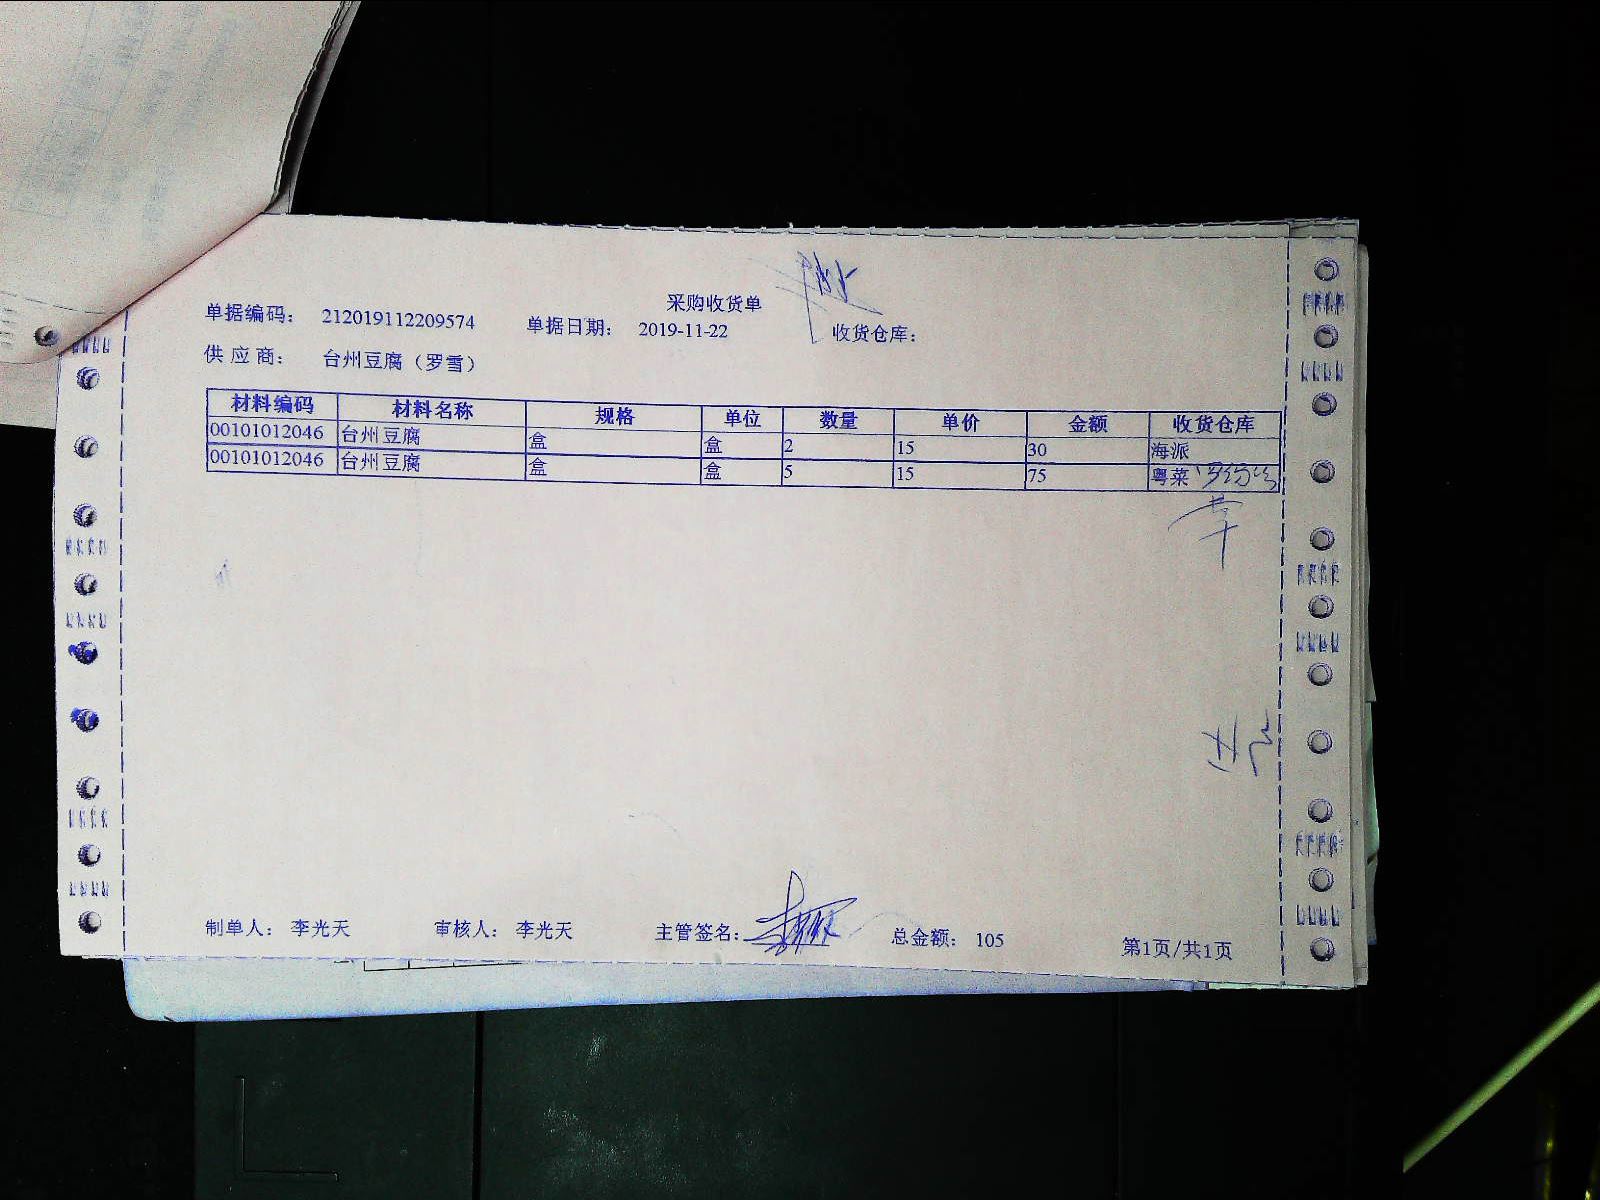 采购收货单
单据编码： 212019112209574 单据日期： 2019-11-22 收货仓库：
供 应 商： 台州豆腐（罗雪）
材料编码 材料名称 规格 单位 数量 单价 金额 收货仓库
00101012046 台州豆腐 盒 盒 2 15 30 海派
00101012046 台州豆腐 盒 盒 5 15 75 粤菜
制单人： 李光天 审核人： 李光天 主管签名： 总金额： 105 第1页/共1页